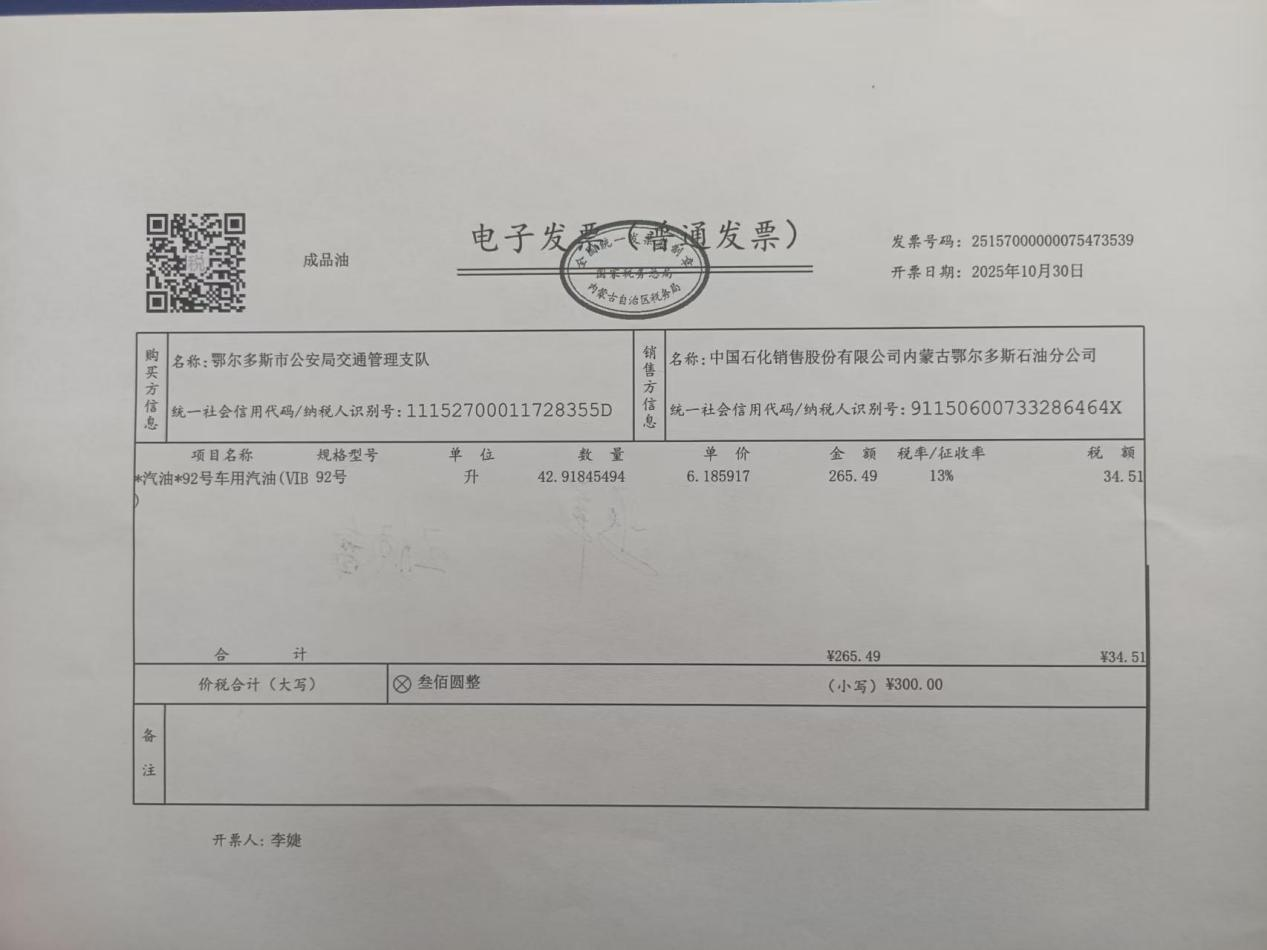 电子发票（普通发票）
全国统一发票监制章
国家税务总局
内蒙古自治区税务局
税
成品油
发票号码：25157000000075473539
开票日期：2025年10月30日
购买方信息
名称：鄂尔多斯市公安局交通管理支队
统一社会信用代码/纳税人识别号：11152700011728355D
销售方信息
名称：中国石化销售股份有限公司内蒙古鄂尔多斯石油分公司
统一社会信用代码/纳税人识别号：91150600733286464X
项目名称 规格型号 单 位 数 量 单 价 金 额 税率/征收率 税 额
*汽油*92号车用汽油(VIB 92号 升 42.91845494 6.185917 265.49 13% 34.51
)
合 计 ¥265.49 ¥34.51
价税合计（大写） ⊗ 叁佰圆整 （小写）¥300.00
备注
开票人：李婕